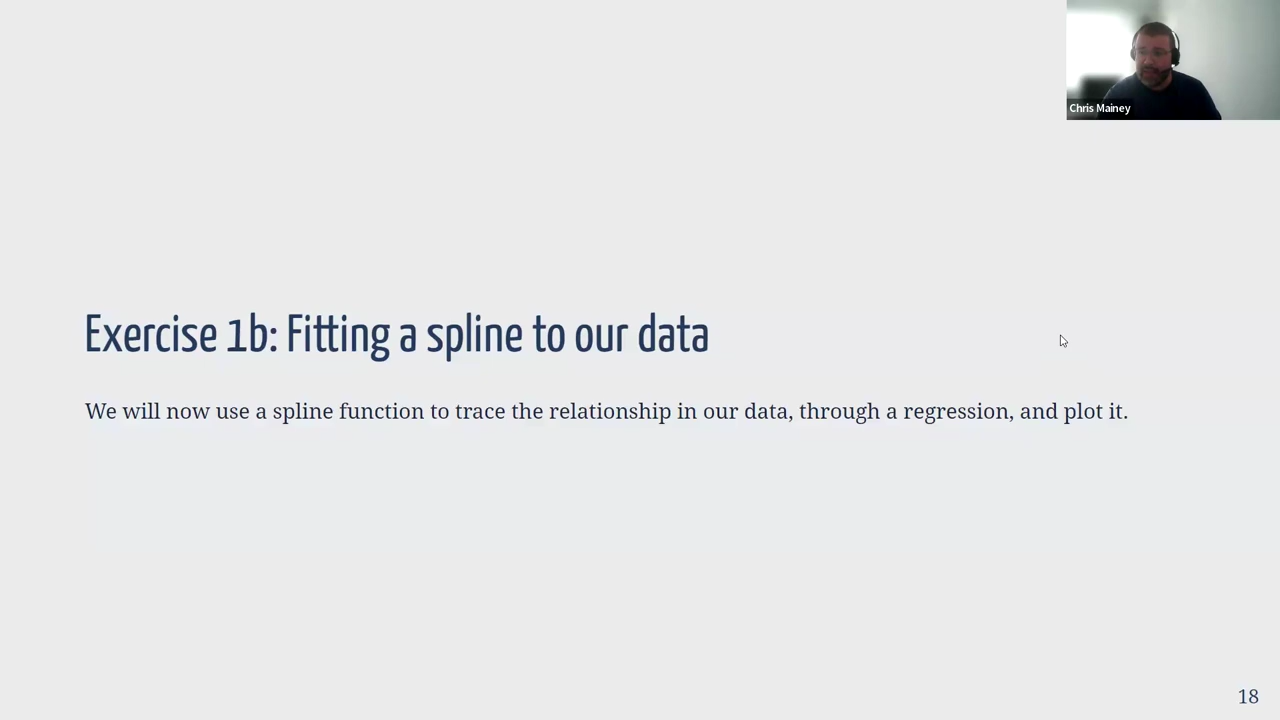 Chris Mainey
Exercise 1b: Fitting a spline to our data
We will now use a spline function to trace the relationship in our data, through a regression, and plot it.
18